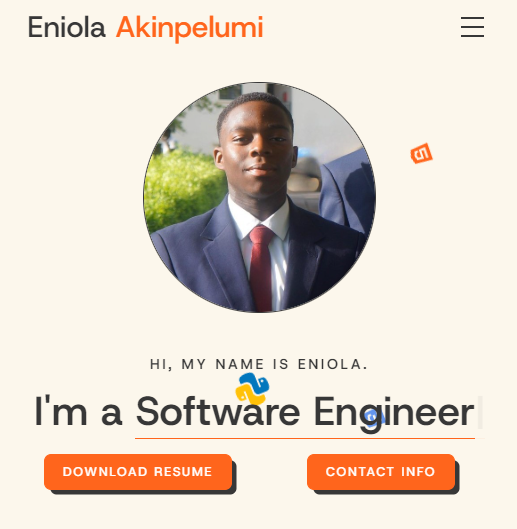 Eniola Akinpelumi
HI, MY NAME IS ENIOLA.
I'm a Software Engineer
DOWNLOAD RESUME
CONTACT INFO